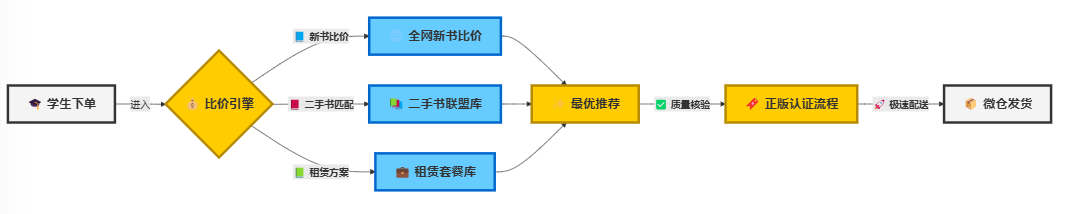 🎓 学生下单
进入
💰 比价引擎
📘 新书比价
🌐 全网新书比价
📕 二手书匹配
📚 二手书联盟库
📗 租赁方案
💼 租赁套餐库
最优推荐
✅ 质量核验
🔖 正版认证流程
🚀 极速配送
📦 微仓发货